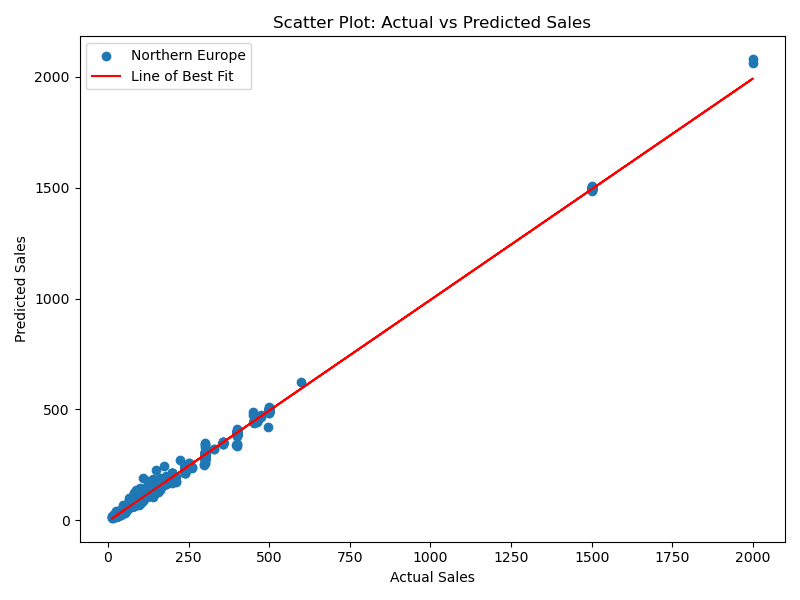 Scatter Plot: Actual vs Predicted Sales
Northern Europe
Line of Best Fit
2000
1500
1000
500
0
Predicted Sales
0
250
500
750
1000
1250
1500
1750
2000
Actual Sales